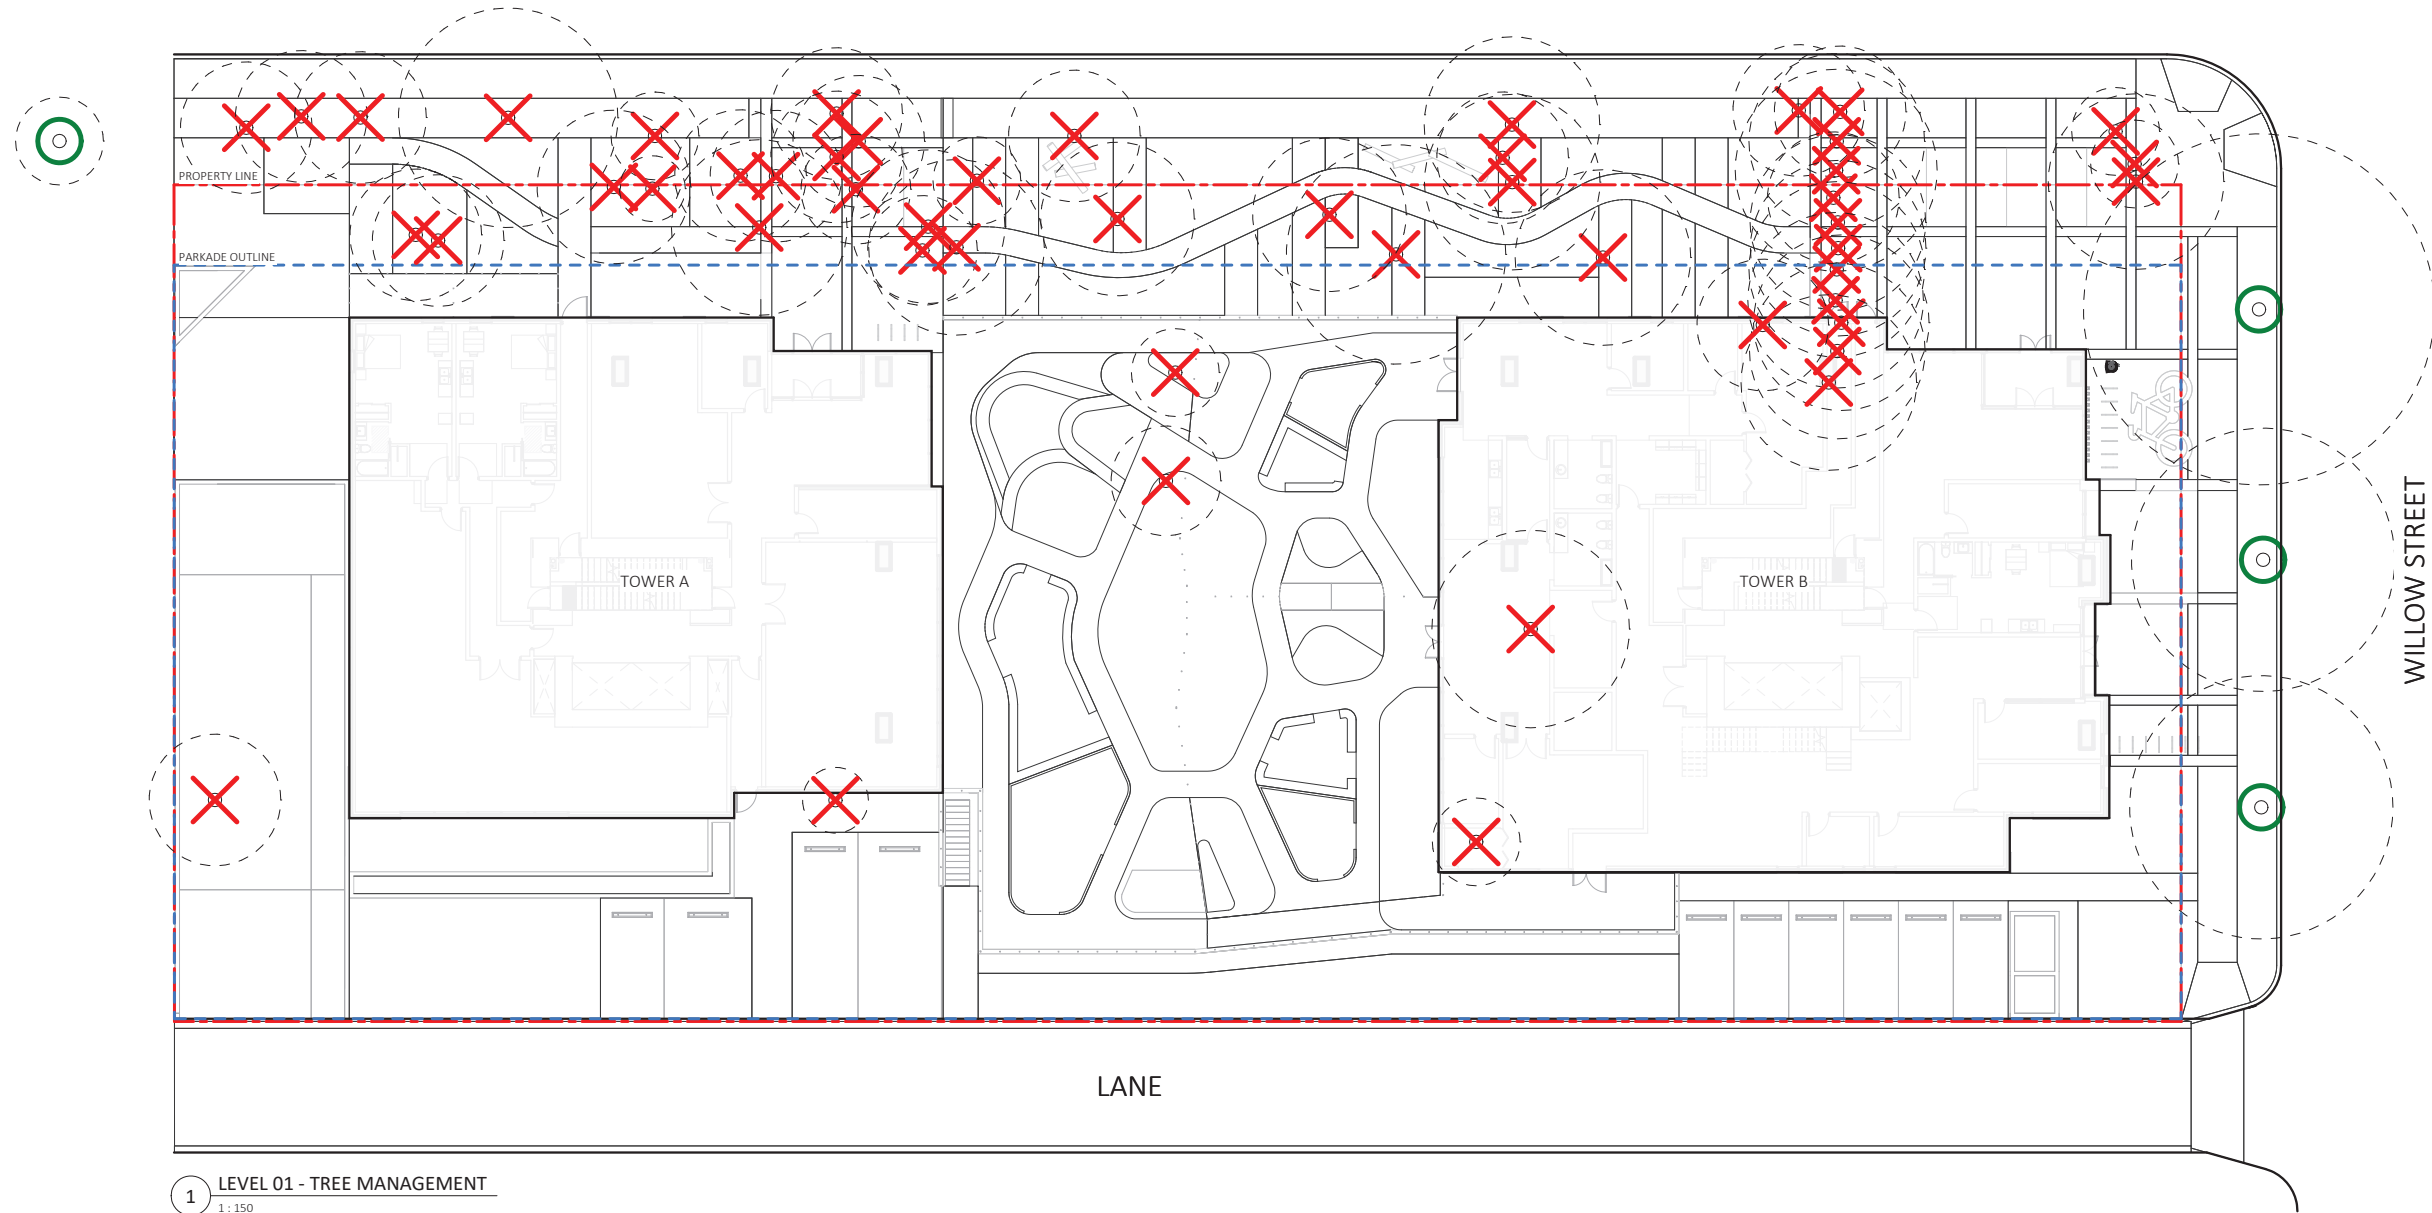 PROPERTY LINE
PARKADE OUTLINE
TOWER A
TOWER B
WILLOW STREET
LANE
1
LEVEL 01 - TREE MANAGEMENT
1 : 150